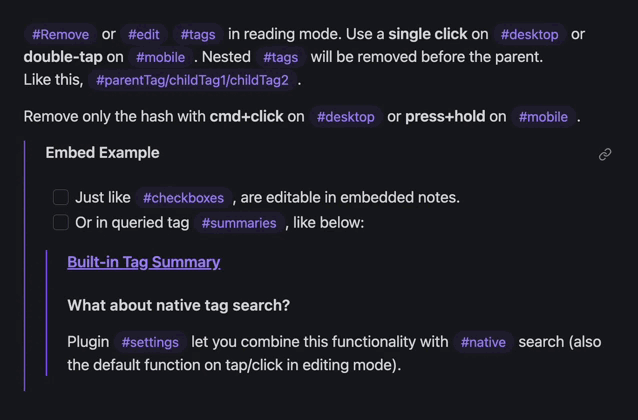 #Remove or #edit #tags in reading mode. Use a single click on #desktop or
double-tap on #mobile . Nested #tags will be removed before the parent.
Like this, #parentTag/childTag1/childTag2 .
Remove only the hash with cmd+click on #desktop or press+hold on #mobile .
Embed Example
Just like #checkboxes , are editable in embedded notes.
Or in queried tag #summaries , like below:
Built-in Tag Summary
What about native tag search?
Plugin #settings let you combine this functionality with #native search (also
the default function on tap/click in editing mode).